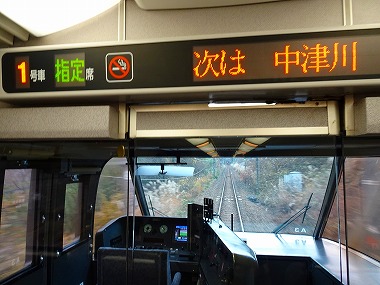 1号車 指定席 次は 中津川